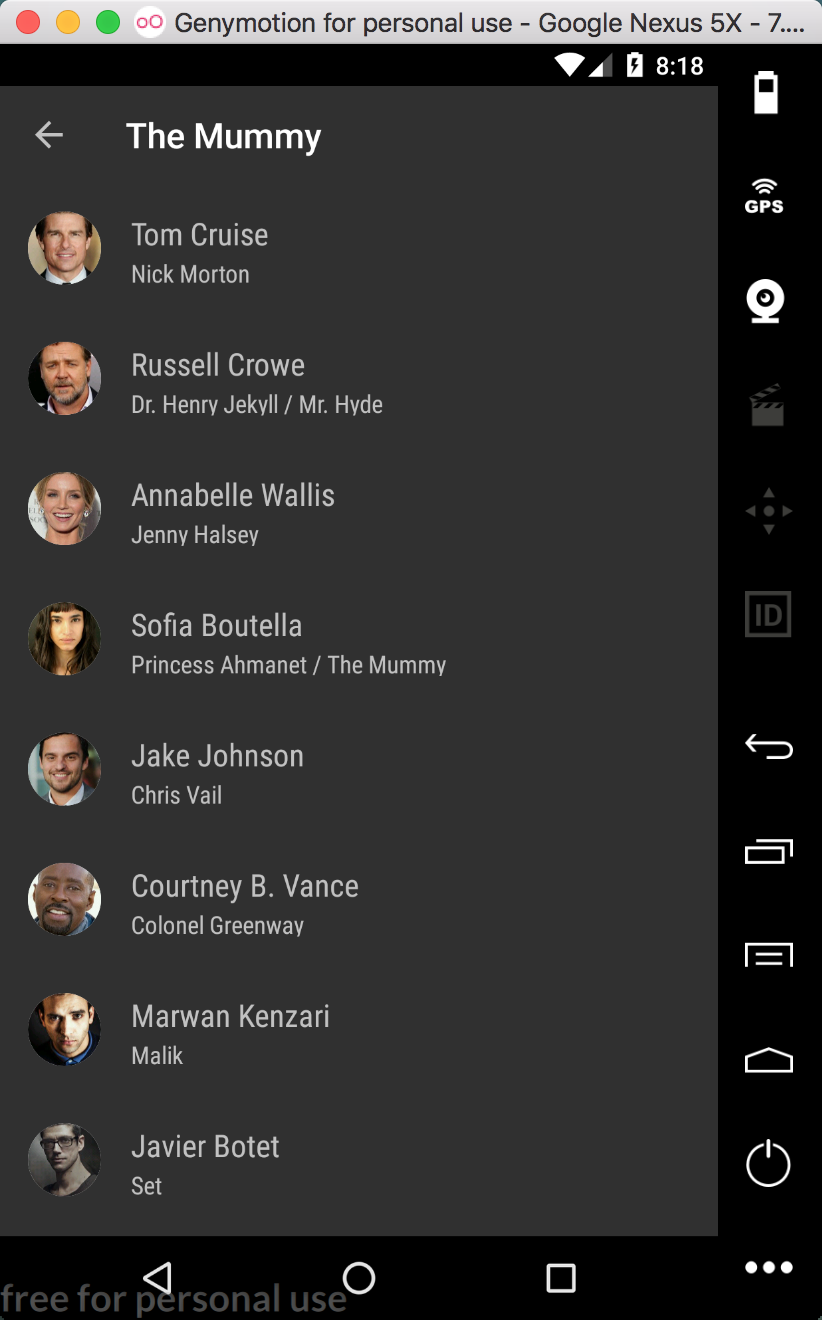 Genymotion for personal use - Google Nexus 5X - 7....
8:18
The Mummy
GPS
Tom Cruise
Nick Morton
Russell Crowe
Dr. Henry Jekyll / Mr. Hyde
Annabelle Wallis
Jenny Halsey
Sofia Boutella
Princess Ahmanet / The Mummy
ID
Jake Johnson
Chris Vail
Courtney B. Vance
Colonel Greenway
Marwan Kenzari
Malik
Javier Botet
Set
free for personal use